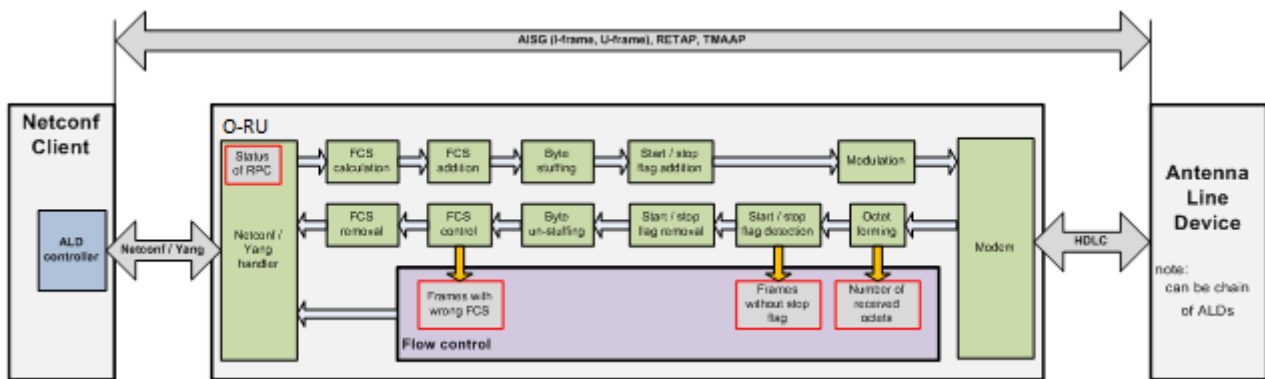 AISG (I-frame, U-frame), RETAP, TMAAP
Netconf
Client
ALD
controller
Netconf / Yang
O-RU
Status
of RPC
Netconf /
Yang
handler
FCS
calculation
FCS
addition
Byte
stuffing
Start / stop
flag addition
Modulation
FCS
removal
FCS
control
Byte
un-stuffing
Start / stop
flag removal
Start / stop
flag detection
Octet
forming
Modem
Frames with
wrong FCS
Frames
without stop
flag
Number of
received
octets
Flow control
HDLC
Antenna
Line
Device
note:
can be chain
of ALDs